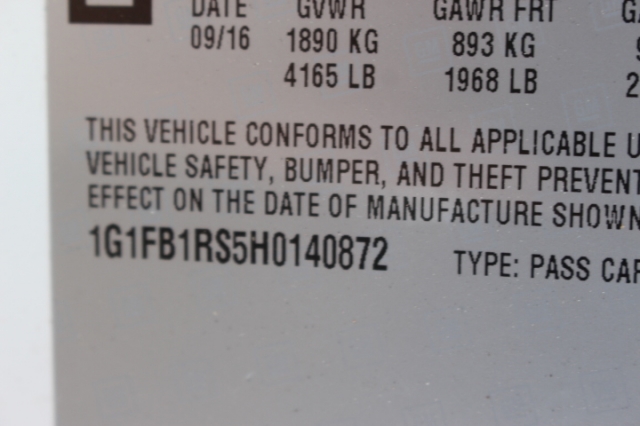 DATE GVWR GAWR FRT
09/16 1890 KG 893 KG
4165 LB 1968 LB
THIS VEHICLE CONFORMS TO ALL APPLICABLE U
VEHICLE SAFETY, BUMPER, AND THEFT PREVENT
EFFECT ON THE DATE OF MANUFACTURE SHOWN
1G1FB1RS5H0140872 TYPE: PASS CAR